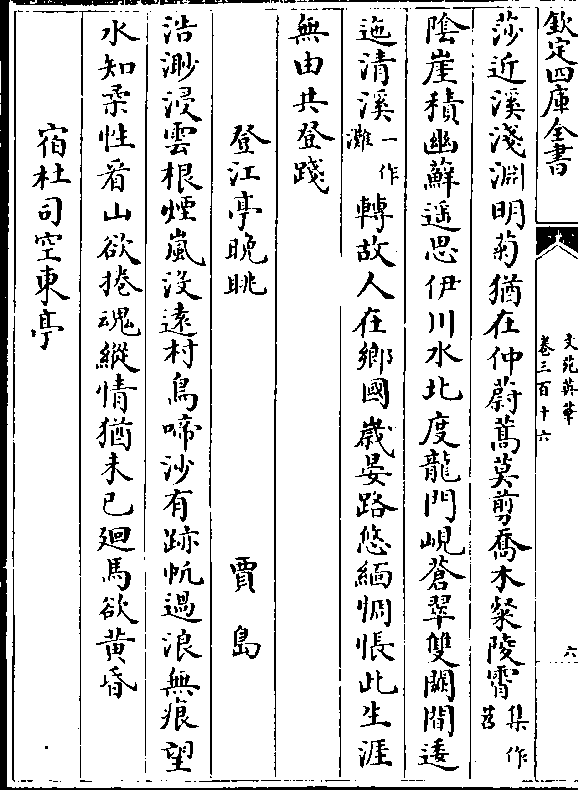 欽定四庫全書
文苑英華
卷三百十六
六
莎近溪淺淵明菊猶在仲蔚蒿莫剪喬木粲陵霄集作苕
陰崖積幽蘚遥思伊川水北度龍門峴蒼翠雙闕間逶
迤清溪一作灘轉故人在鄉國歲晏路悠緬惆悵此生涯
無由共登踐
登江亭晚眺 賈島
浩渺浸雲根煙嵐没遠村鳥啼沙有跡帆過浪無痕望
水知柔性看山欲捲魂縱情猶未已廻馬欲黄昏
宿杜司空東亭